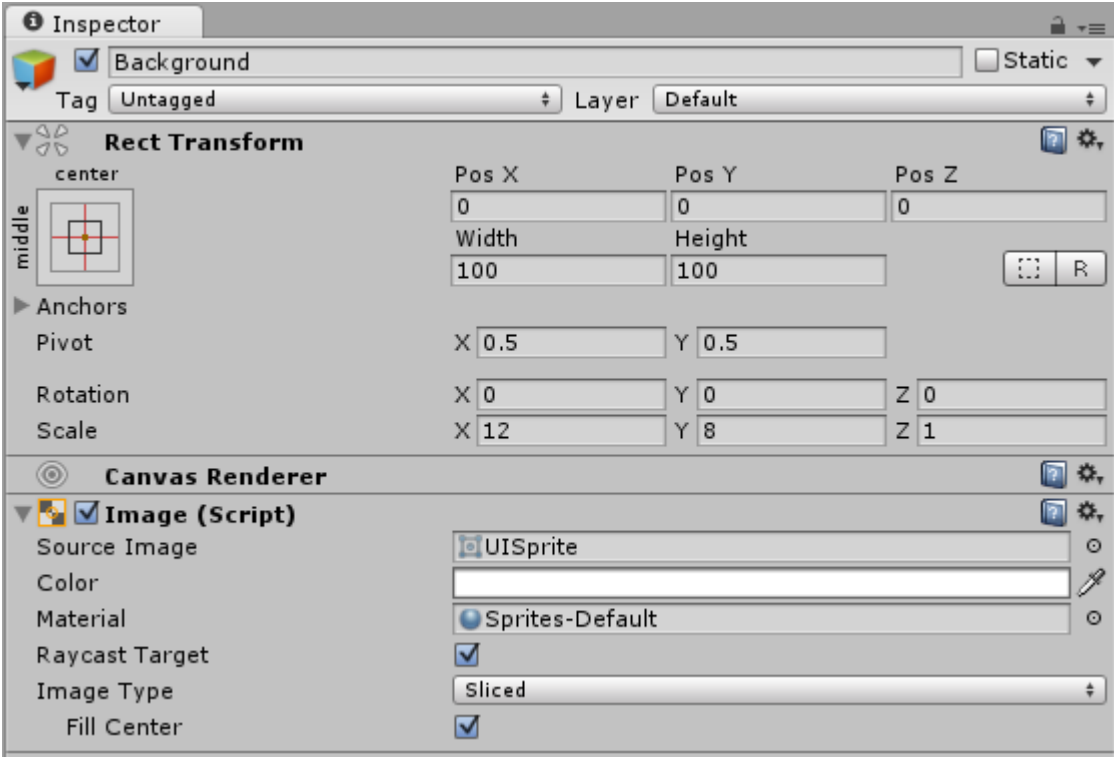 Inspector
Background Static
Tag Untagged Layer Default
Rect Transform
center
middle
Pos X Pos Y Pos Z
0 0 0
Width Height
100 100
R
Anchors
Pivot X 0.5 Y 0.5
Rotation X 0 Y 0 Z 0
Scale X 12 Y 8 Z 1
Canvas Renderer
Image (Script)
Source Image UISprite
Color
Material Sprites-Default
Raycast Target
Image Type Sliced
Fill Center